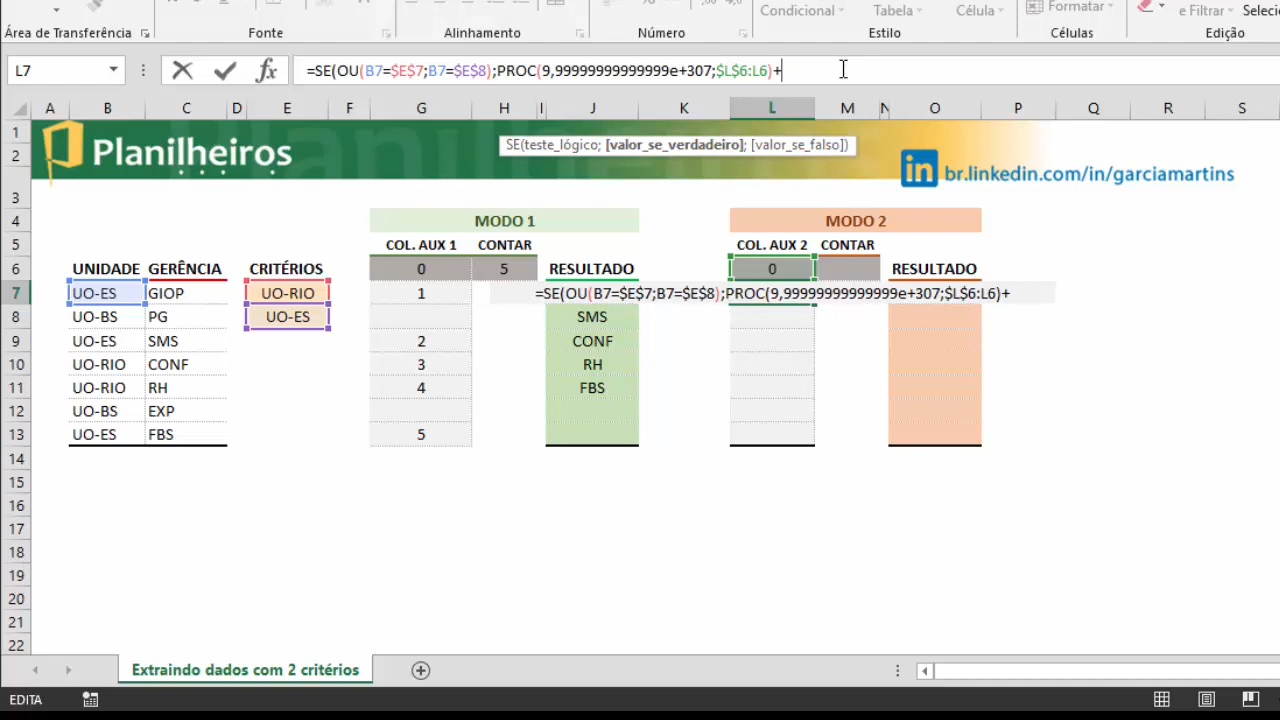 Condicional Tabela Célula Formatar e Filtrar Seleci
Área de Transferência Fonte Alinhamento Número Estilo Células Edição
L7 fx =SE(OU(B7=$E$7;B7=$E$8);PROC(9,99999999999999e+307;$L$6:L6)+
A B C D E F G H I J K L M N O P Q R S
1
2
3
4
5
6
7
8
9
10
11
12
13
14
15
16
17
18
19
20
21
22
Planilheiros
SE(teste_lógico; [valor_se_verdadeiro]; [valor_se_falso])
in br.linkedin.com/in/garciamartins
MODO 1 MODO 2
COL. AUX 1 CONTAR COL. AUX 2 CONTAR
UNIDADE GERÊNCIA CRITÉRIOS 0 5 RESULTADO 0 RESULTADO
UO-ES GIOP UO-RIO 1 =SE(OU(B7=$E$7;B7=$E$8);PROC(9,99999999999999e+307;$L$6:L6)+
UO-BS PG UO-ES SMS
UO-ES SMS 2 CONF
UO-RIO CONF 3 RH
UO-RIO RH 4 FBS
UO-BS EXP
UO-ES FBS 5
Extraindo dados com 2 critérios
EDITA